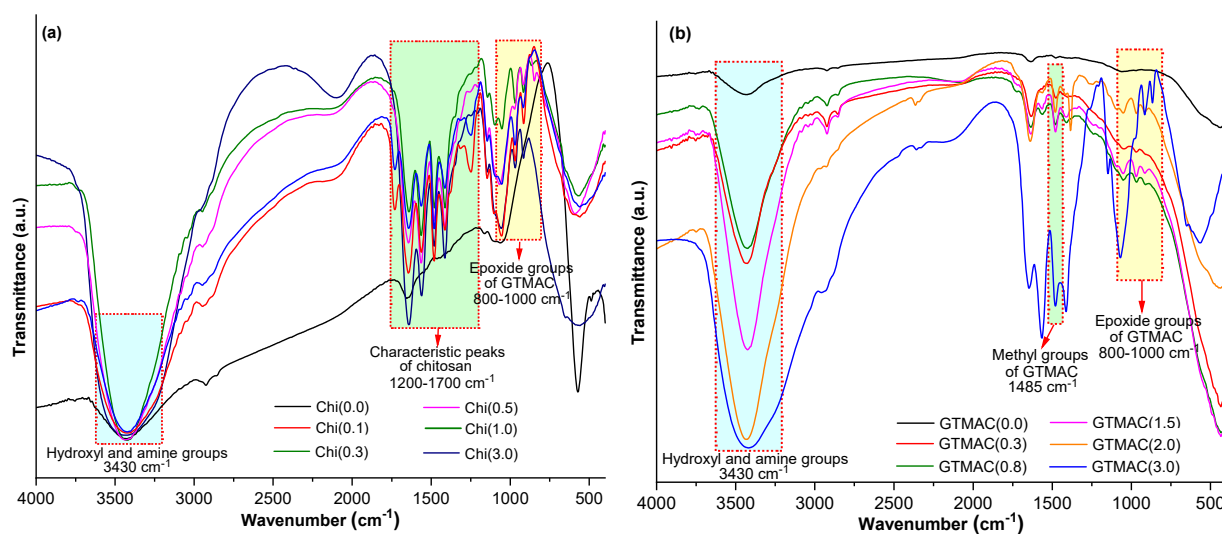 (a)
Transmittance (a.u.)
Epoxide groups
of GTMAC
800-1000 cm⁻¹
Characteristic peaks
of chitosan
1200-1700 cm⁻¹
Chi(0.0)
Chi(0.5)
Chi(0.1)
Chi(1.0)
Chi(0.3)
Chi(3.0)
Hydroxyl and amine groups
3430 cm⁻¹
4000 3500 3000 2500 2000 1500 1000 500
Wavenumber (cm⁻¹)
(b)
Transmittance (a.u.)
Epoxide groups
of GTMAC
800-1000 cm⁻¹
Methyl groups
of GTMAC
1485 cm⁻¹
GTMAC(0.0)
GTMAC(1.5)
GTMAC(0.3)
GTMAC(2.0)
GTMAC(0.8)
GTMAC(3.0)
Hydroxyl and amine groups
3430 cm⁻¹
4000 3500 3000 2500 2000 1500 1000 500
Wavenumber (cm⁻¹)